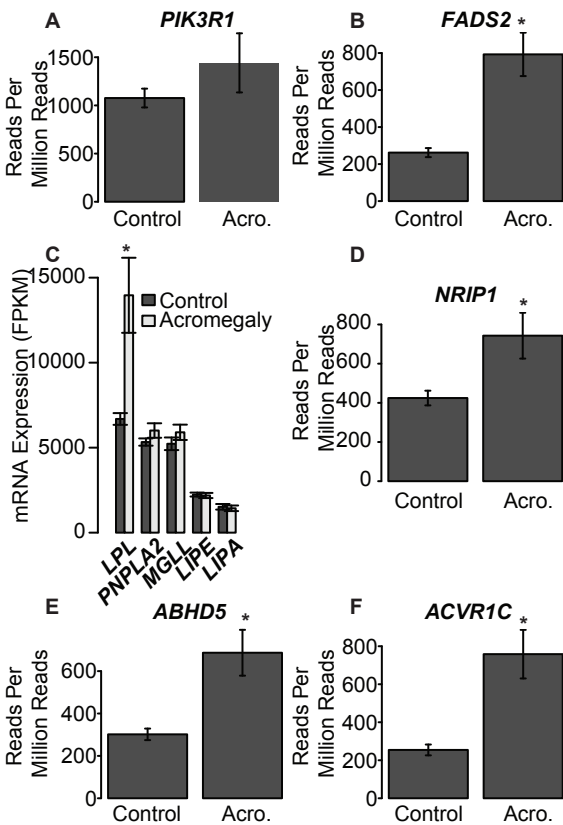 A
PIK3R1
Reads Per
Million Reads
1500
1000
500
0
Control
Acro.
B
FADS2
*
Reads Per
Million Reads
800
600
400
200
0
Control
Acro.
C
*
mRNA Expression (FPKM)
15000
10000
5000
0
Control
Acromegaly
LPL
PNPLA2
MGLL
LIPE
LIPA
D
NRIP1
*
Reads Per
Million Reads
800
600
400
200
0
Control
Acro.
E
ABHD5
*
Reads Per
Million Reads
600
400
200
0
Control
Acro.
F
ACVR1C
*
Reads Per
Million Reads
800
600
400
200
0
Control
Acro.